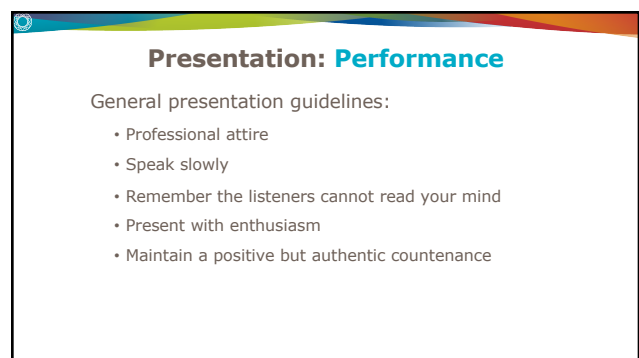 Presentation: Performance
General presentation guidelines:
• Professional attire
• Speak slowly
• Remember the listeners cannot read your mind
• Present with enthusiasm
• Maintain a positive but authentic countenance